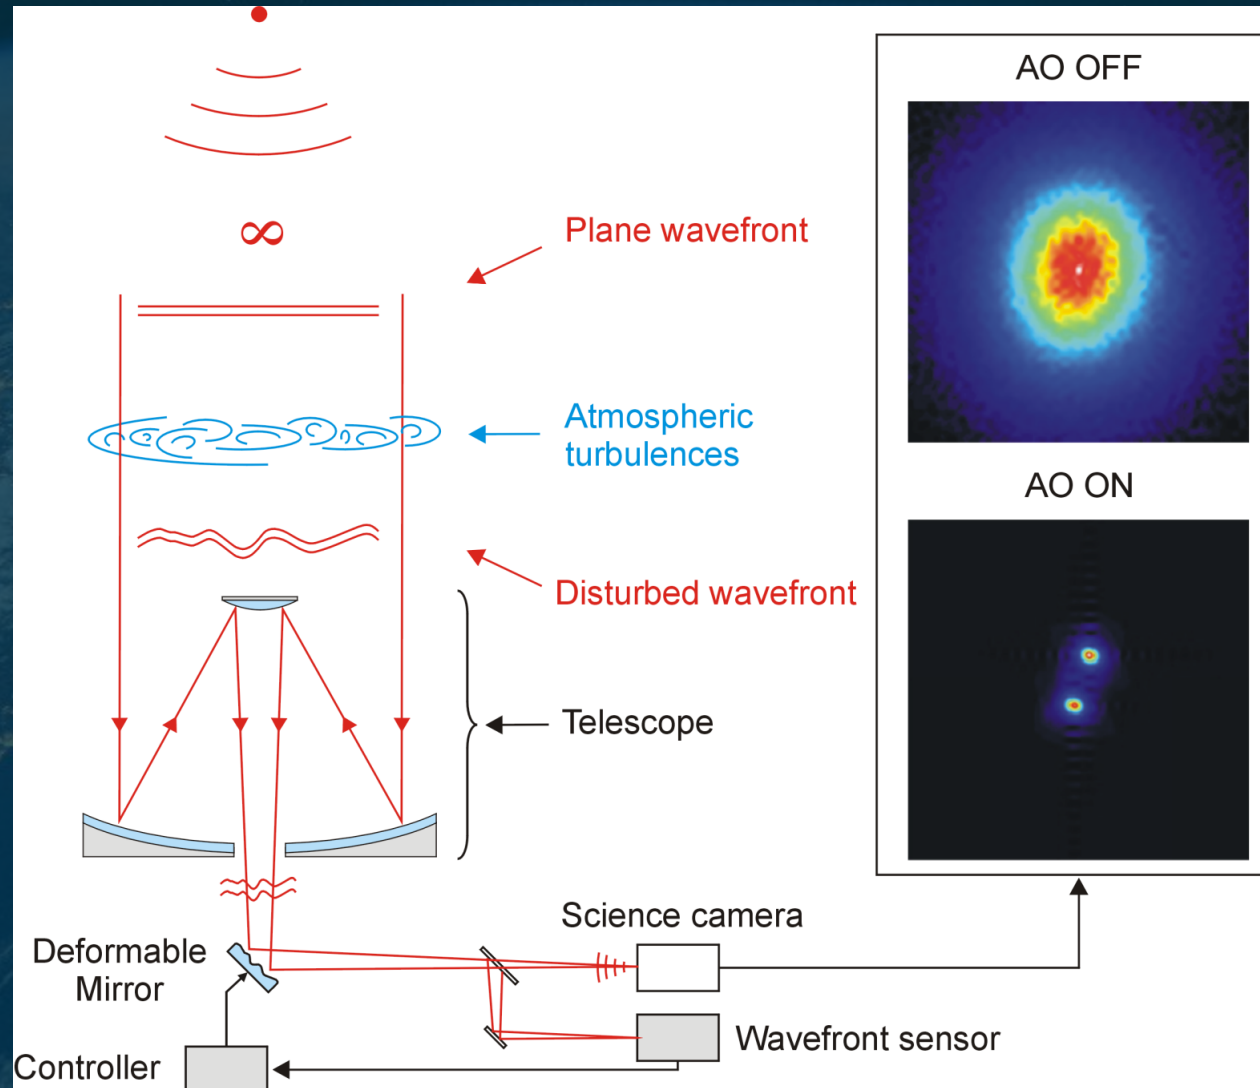 AO OFF
∞
Plane wavefront
Atmospheric
turbulences
AO ON
Disturbed wavefront
Telescope
Science camera
Deformable
Mirror
Wavefront sensor
Controller